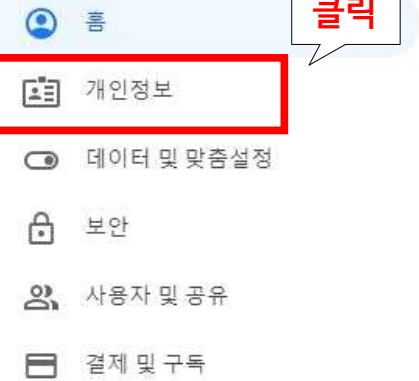 클릭
홈
개인정보
데이터 및 맞춤설정
보안
사용자 및 공유
결제 및 구독